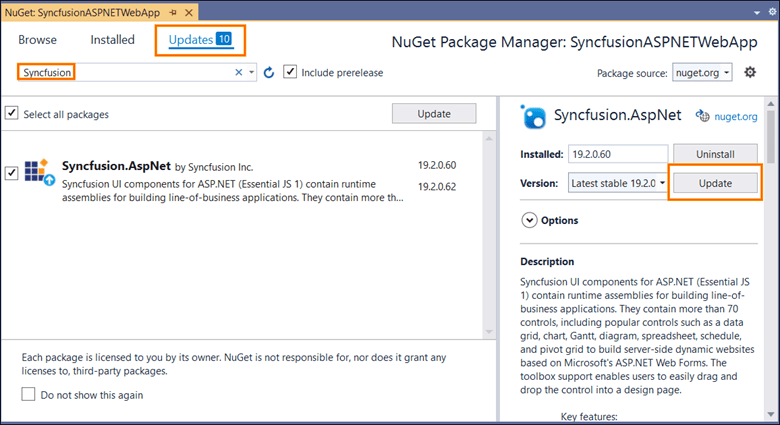 NuGet: SyncfusionASPNETWebApp
Browse Installed Updates 10
NuGet Package Manager: SyncfusionASPNETWebApp
Syncfusion
Include prerelease
Package source: nuget.org
Select all packages
Update
Syncfusion.AspNet by Syncfusion Inc.
19.2.0.60
Syncfusion UI components for ASP.NET (Essential JS 1) contain runtime
19.2.0.62
assemblies for building line-of-business applications. They contain more th...
Each package is licensed to you by its owner. NuGet is not responsible for, nor does it grant any
licenses to, third-party packages.
Do not show this again
Syncfusion.AspNet
nuget.org
Installed: 19.2.0.60 Uninstall
Version: Latest stable 19.2.0 Update
Options
Description
Syncfusion UI components for ASP.NET (Essential JS
1) contain runtime assemblies for building line-of-
business applications. They contain more than 70
controls, including popular controls such as a data
grid, chart, Gantt, diagram, spreadsheet, schedule,
and pivot grid to build server-side dynamic websites
based on Microsoft's ASP.NET Web Forms. The
toolbox support enables users to easily drag and
drop the control into a design page.
Key features: